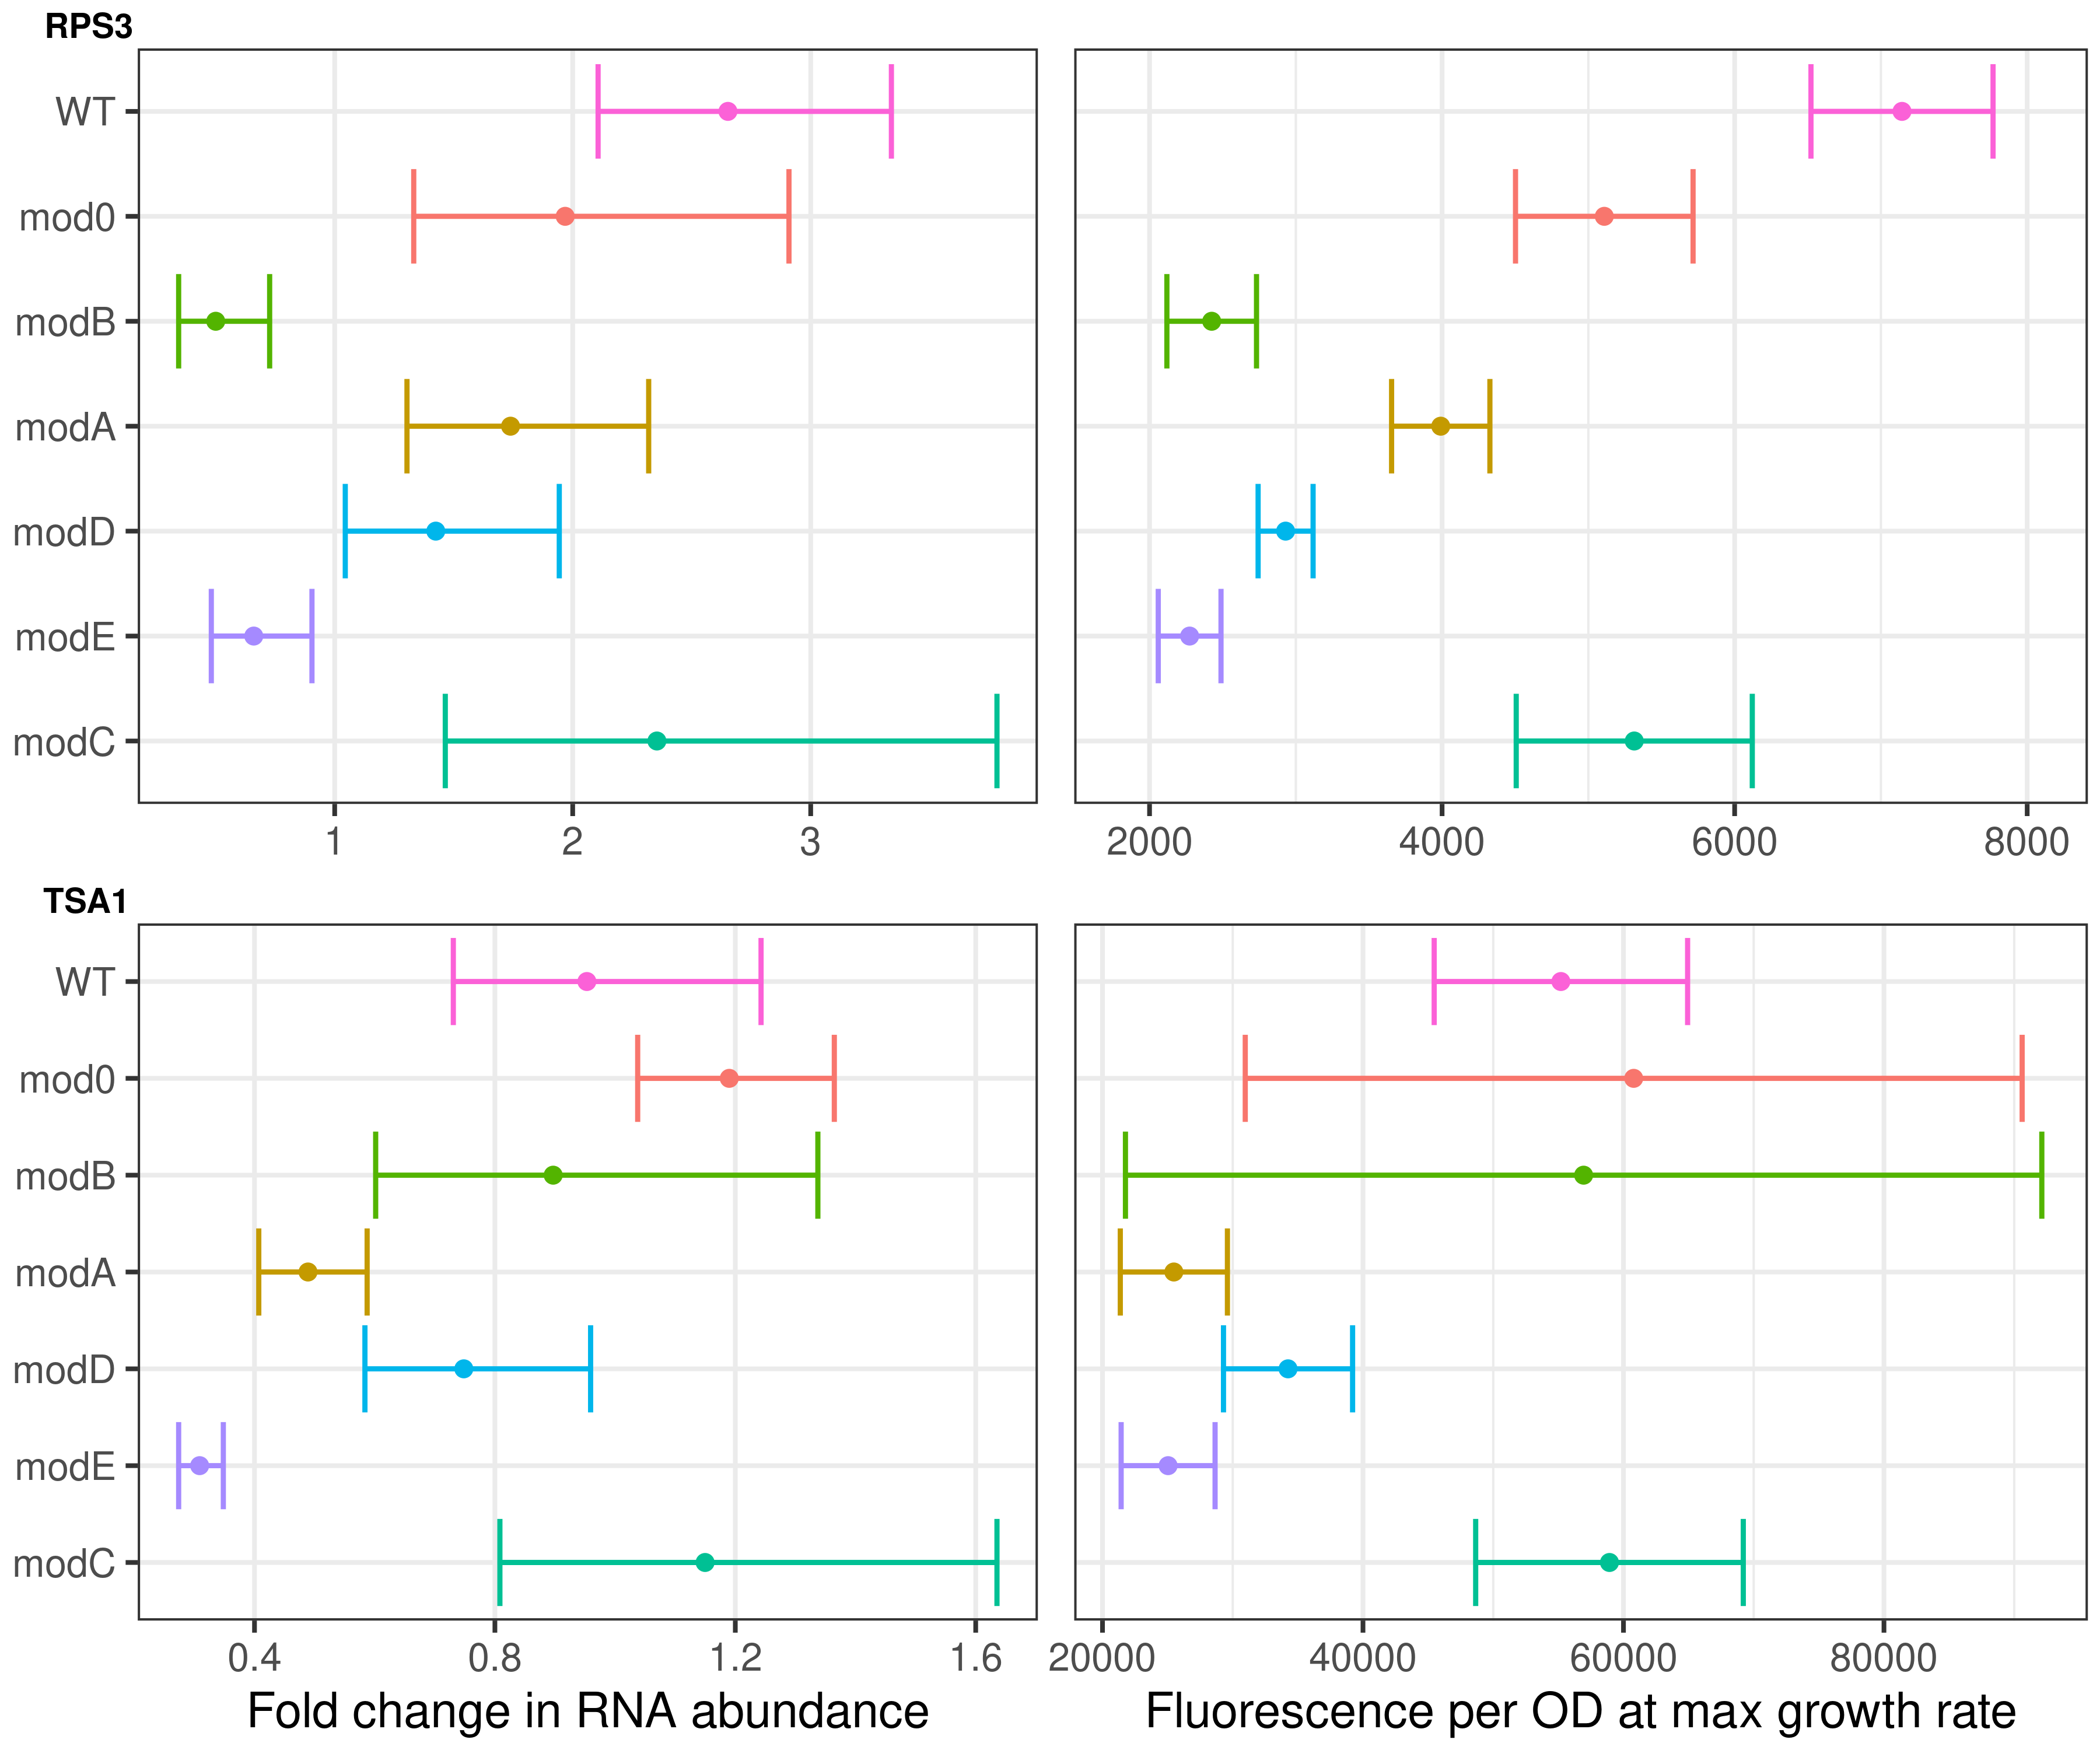 RPS3
WT
mod0
modB
modA
modD
modE
modC
1 2 3
2000 4000 6000 8000
TSA1
WT
mod0
modB
modA
modD
modE
modC
0.4 0.8 1.2 1.6
20000 40000 60000 80000
Fold change in RNA abundance
Fluorescence per OD at max growth rate